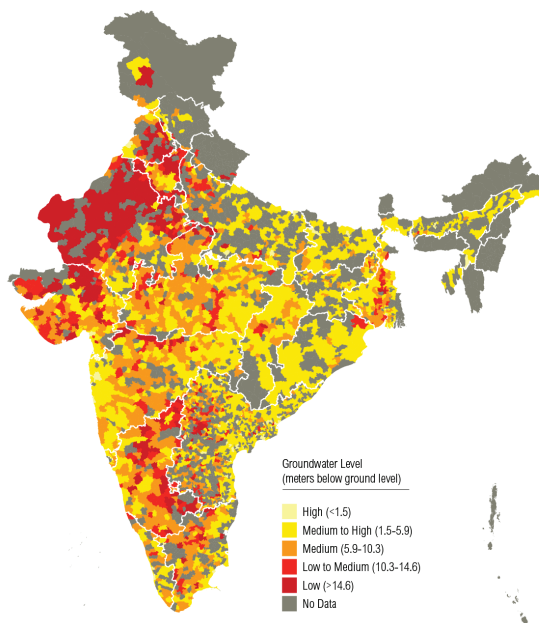 Groundwater Level
(meters below ground level)
High (<1.5)
Medium to High (1.5–5.9)
Medium (5.9–10.3)
Low to Medium (10.3–14.6)
Low (>14.6)
No Data